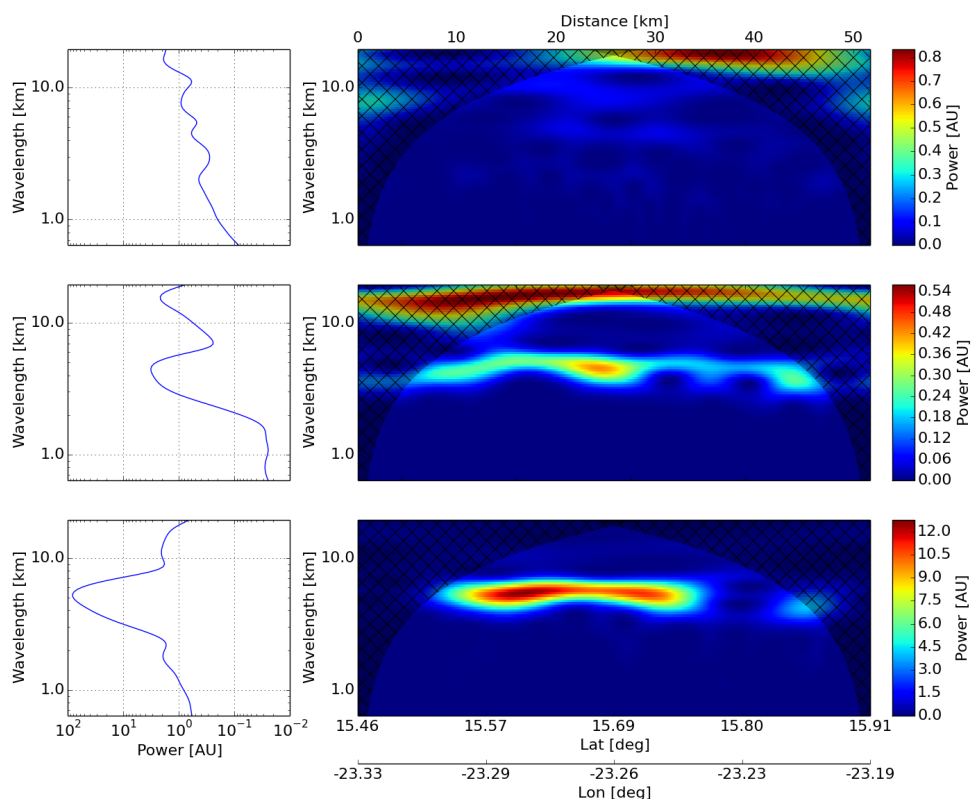 Distance [km]
0 10 20 30 40 50
Wavelength [km]
10.0
1.0
Wavelength [km]
10.0
1.0
0.8
0.7
0.6
0.5
0.4
0.3
0.2
0.1
0.0
Power [AU]
Wavelength [km]
10.0
1.0
Wavelength [km]
10.0
1.0
0.54
0.48
0.42
0.36
0.30
0.24
0.18
0.12
0.06
0.00
Power [AU]
Wavelength [km]
10.0
1.0
Wavelength [km]
10.0
1.0
12.0
10.5
9.0
7.5
6.0
4.5
3.0
1.5
0.0
Power [AU]
10² 10¹ 10⁰ 10⁻¹ 10⁻²
Power [AU]
15.46 15.57 15.69 15.80 15.91
Lat [deg]
-23.33 -23.29 -23.26 -23.23 -23.19
Lon [deg]